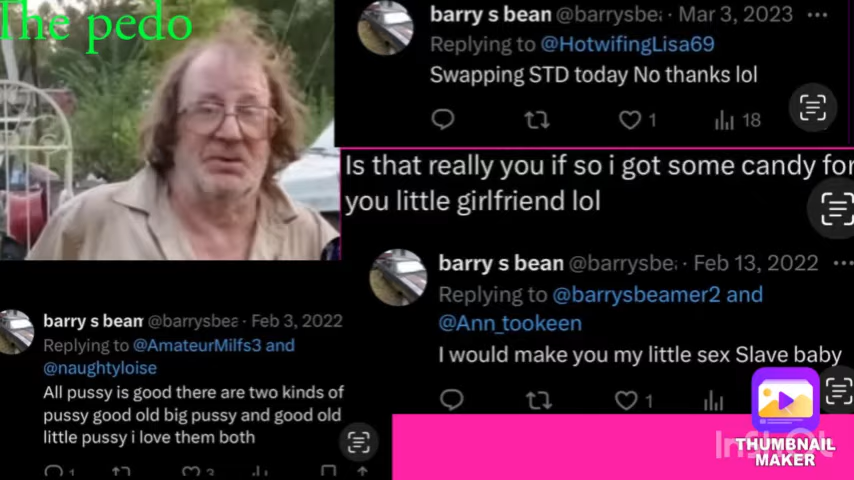 The pedo
barry s bean @barrysbe · Mar 3, 2023
Replying to @HotwifingLisa69
Swapping STD today No thanks lol
1
18
Is that really you if so i got some candy for
you little girlfriend lol
barry s bean @barrysbe · Feb 13, 2022
Replying to @barrysbeamer2 and
@Ann_tookeen
I would make you my little sex Slave baby
1
barry s bean @barrysbea · Feb 3, 2022
Replying to @AmateurMilfs3 and
@naughtyloise
All pussy is good there are two kinds of
pussy good old big pussy and good old
little pussy i love them both
1
3
THUMBNAIL
MAKER